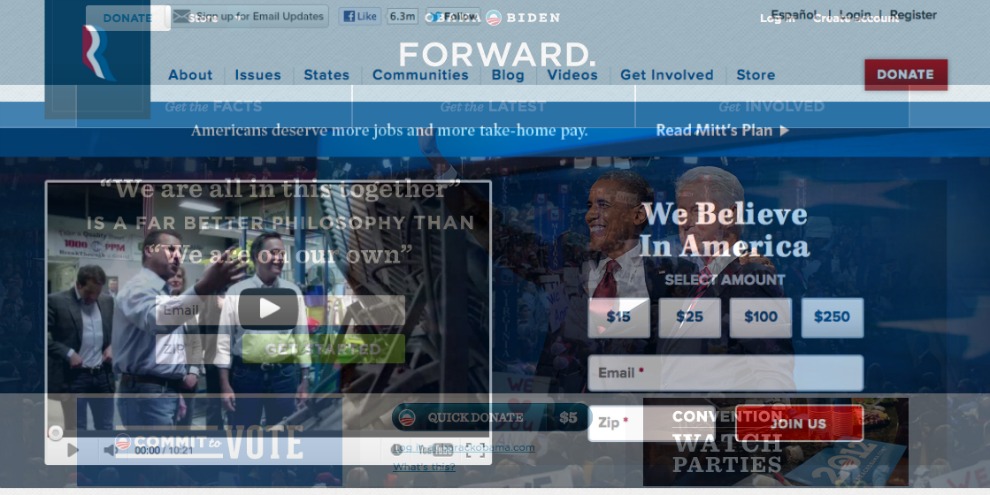 DONATE Store + Sign up for Email Updates Like 6.3m Follow OBAMA BIDEN Log in Español | Login | Register Create account
FORWARD.
About Issues States Communities Blog Videos Get Involved Store DONATE
Get the FACTS Get the LATEST Get INVOLVED
Americans deserve more jobs and more take-home pay. Read Mitt's Plan
“We are all in this together”
IS A FAR BETTER PHILOSOPHY THAN
“We are on our own”
We Believe
In America
SELECT AMOUNT
$15 $25 $100 $250
Email
ZIP GET STARTED
Email *
Zip * JOIN US
QUICK DONATE $5
CONVENTION
WATCH
PARTIES
COMMIT to VOTE
00:00 / 10:21 YouTube
What's this?
1000 PPM
WE